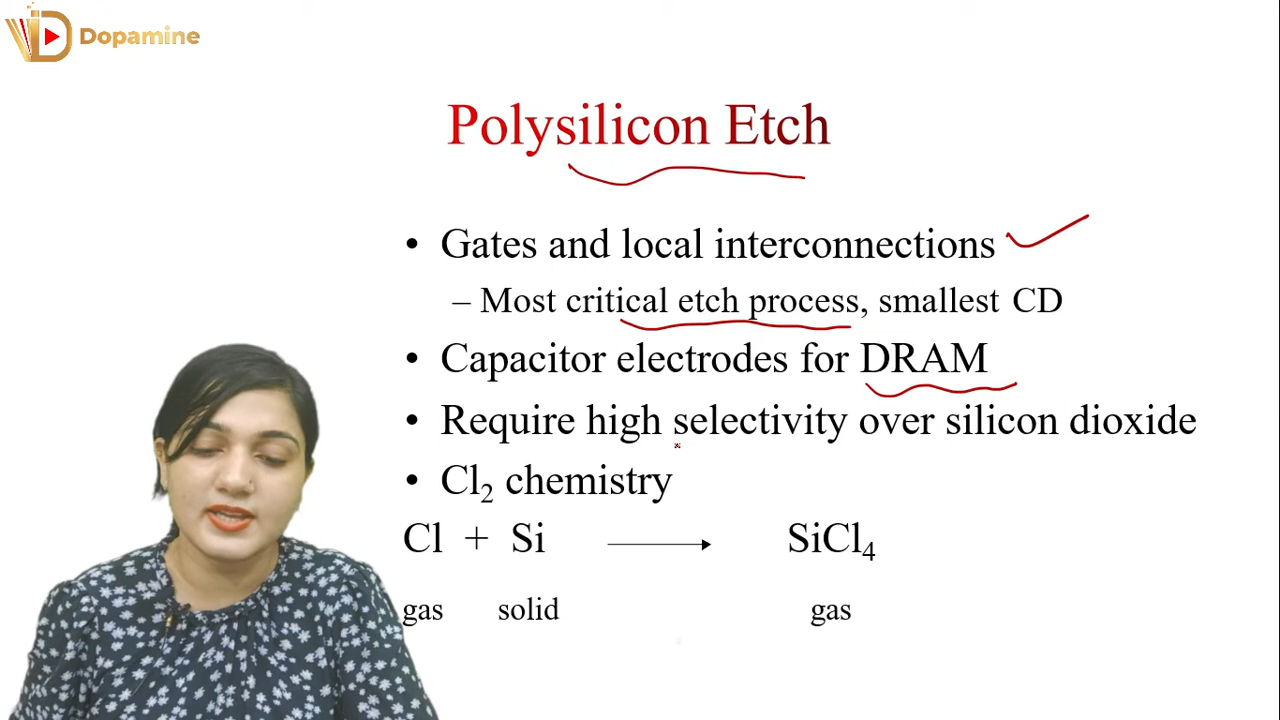 Dopamine
Polysilicon Etch
• Gates and local interconnections
– Most critical etch process, smallest CD
• Capacitor electrodes for DRAM
• Require high selectivity over silicon dioxide
• Cl₂ chemistry
Cl + Si → SiCl₄
gas solid gas